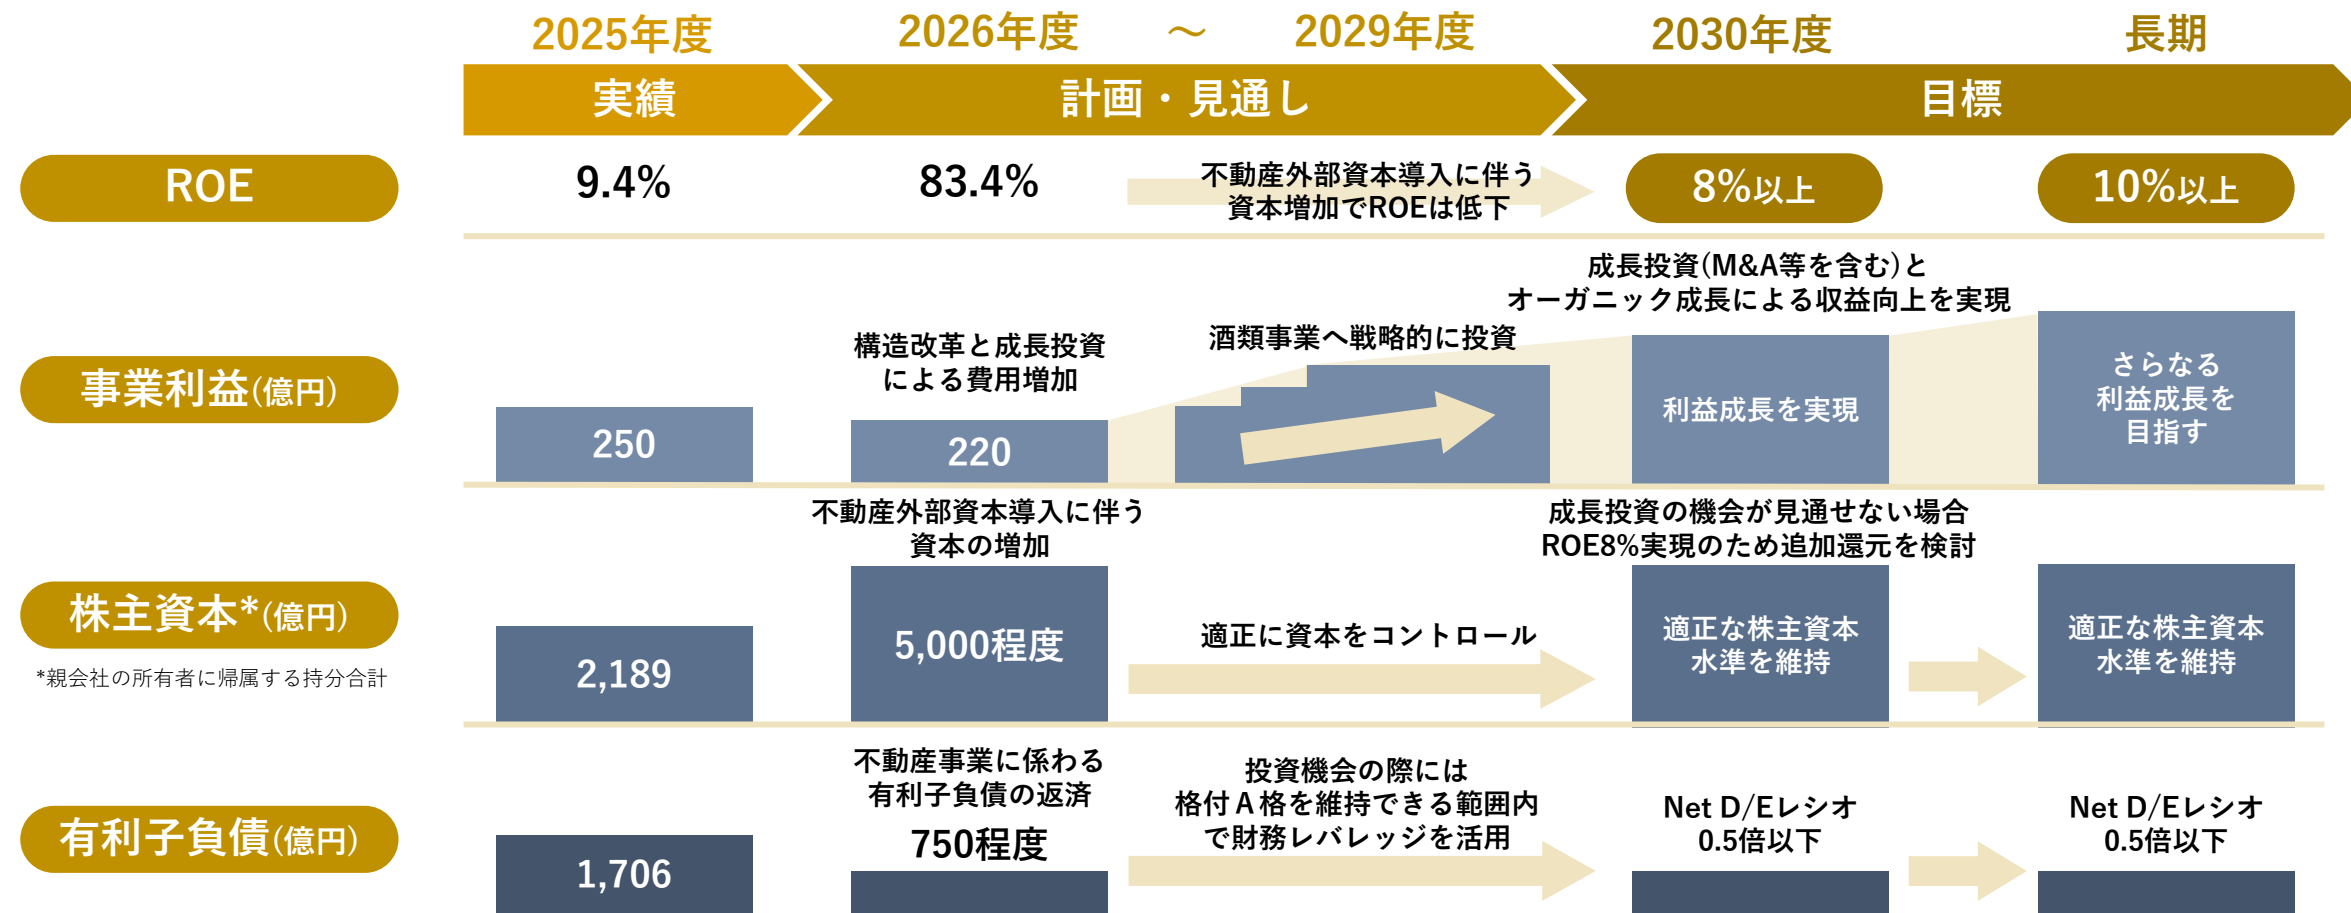 2025年度
2026年度 ～ 2029年度
2030年度
長期
実績
計画・見通し
目標
ROE
9.4%
83.4%
不動産外部資本導入に伴う
資本増加でROEは低下
8%以上
10%以上
事業利益(億円)
250
構造改革と成長投資
による費用増加
220
酒類事業へ戦略的に投資
成長投資(M&A等を含む)と
オーガニック成長による収益向上を実現
利益成長を実現
さらなる
利益成長を
目指す
株主資本*(億円)
*親会社の所有者に帰属する持分合計
2,189
不動産外部資本導入に伴う
資本の増加
5,000程度
適正に資本をコントロール
成長投資の機会が見通せない場合
ROE8%実現のため追加還元を検討
適正な株主資本
水準を維持
適正な株主資本
水準を維持
有利子負債(億円)
1,706
不動産事業に係わる
有利子負債の返済
750程度
投資機会の際には
格付Ａ格を維持できる範囲内
で財務レバレッジを活用
Net D/Eレシオ
0.5倍以下
Net D/Eレシオ
0.5倍以下